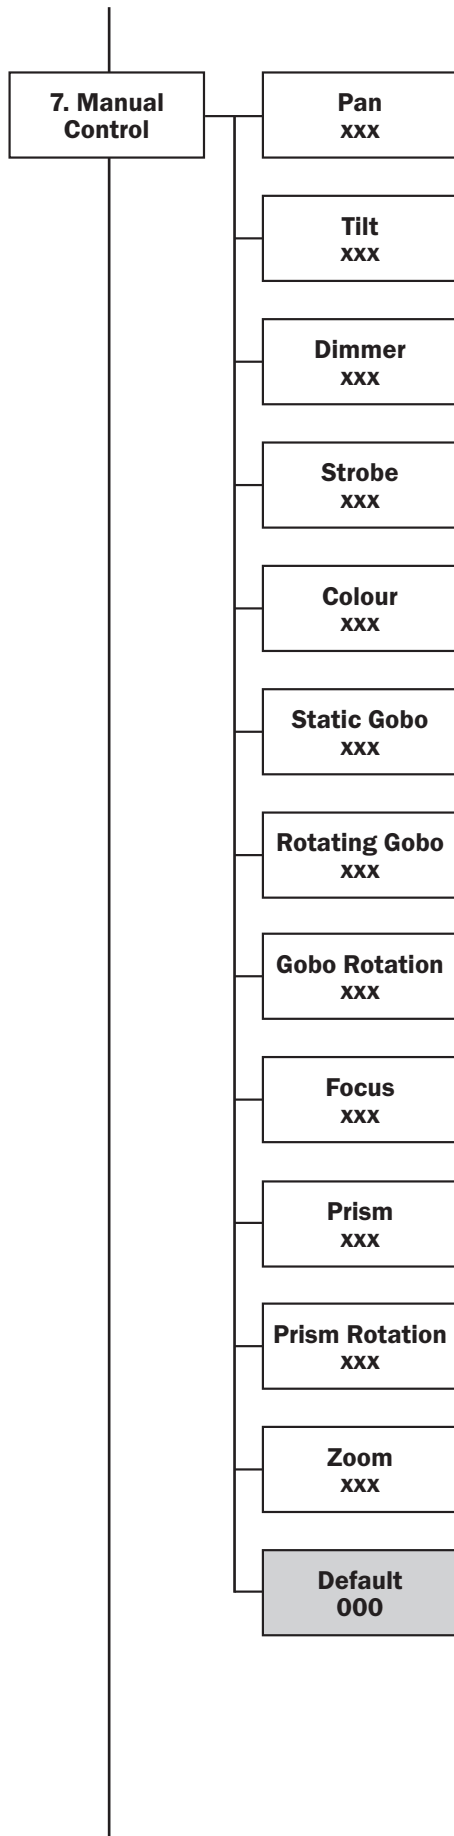 7. Manual
Control
Pan
xxx
Tilt
xxx
Dimmer
xxx
Strobe
xxx
Colour
xxx
Static Gobo
xxx
Rotating Gobo
xxx
Gobo Rotation
xxx
Focus
xxx
Prism
xxx
Prism Rotation
xxx
Zoom
xxx
Default
000